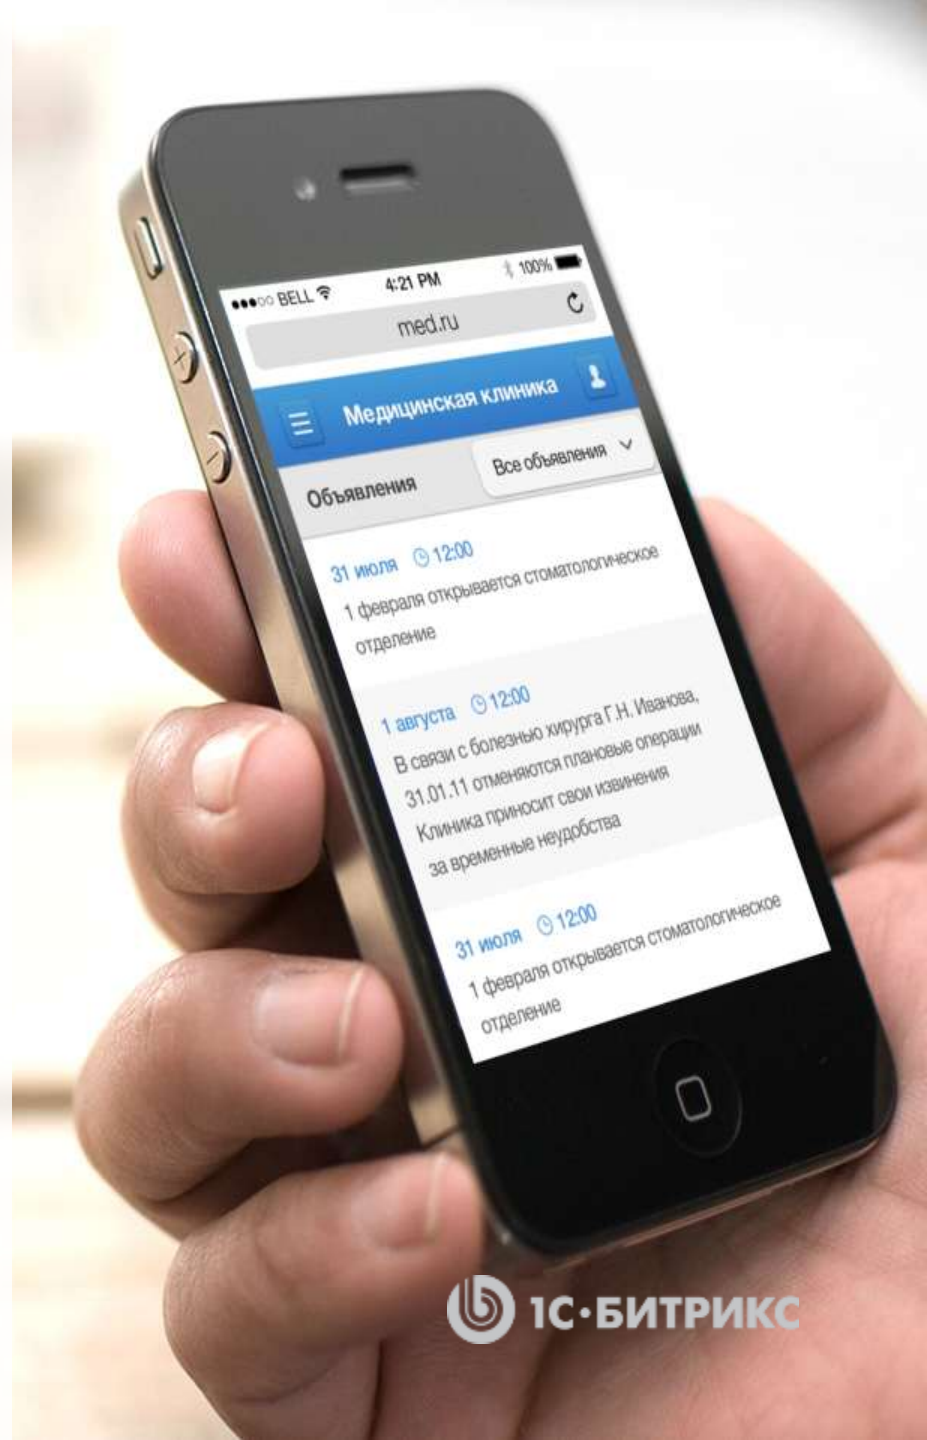 BELL 4:21 PM 100%
med.ru
Медицинская клиника
Объявления Все объявления
31 июля 12:00
1 февраля открывается стоматологическое
отделение
1 августа 12:00
В связи с болезнью хирурга Г.Н. Иванова,
31.01.11 отменяются плановые операции
Клиника приносит свои извинения
за временные неудобства
31 июля 12:00
1 февраля открывается стоматологическое
отделение
1С·БИТРИКС